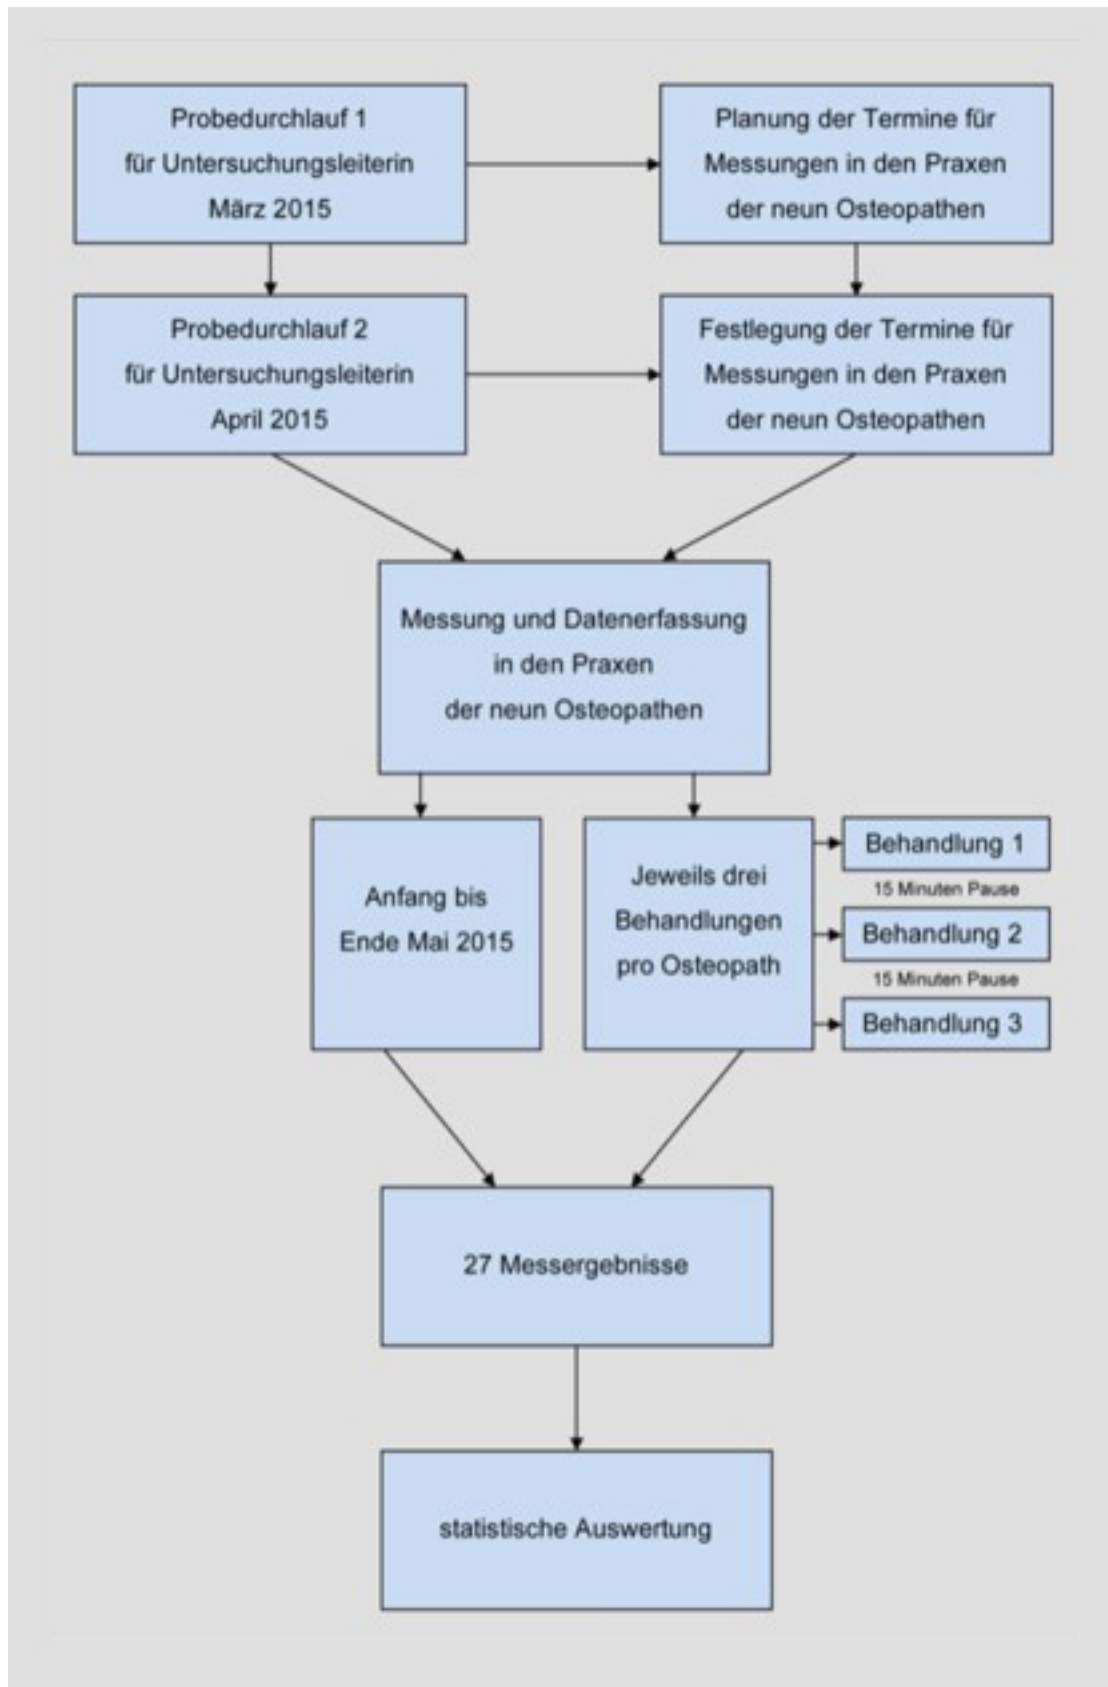 Probedurchlauf 1
für Untersuchungsleiterin
März 2015
Planung der Termine für
Messungen in den Praxen
der neun Osteopathen
Probedurchlauf 2
für Untersuchungsleiterin
April 2015
Festlegung der Termine für
Messungen in den Praxen
der neun Osteopathen
Messung und Datenerfassung
in den Praxen
der neun Osteopathen
Anfang bis
Ende Mai 2015
Jeweils drei
Behandlungen
pro Osteopath
Behandlung 1
15 Minuten Pause
Behandlung 2
15 Minuten Pause
Behandlung 3
27 Messergebnisse
statistische Auswertung